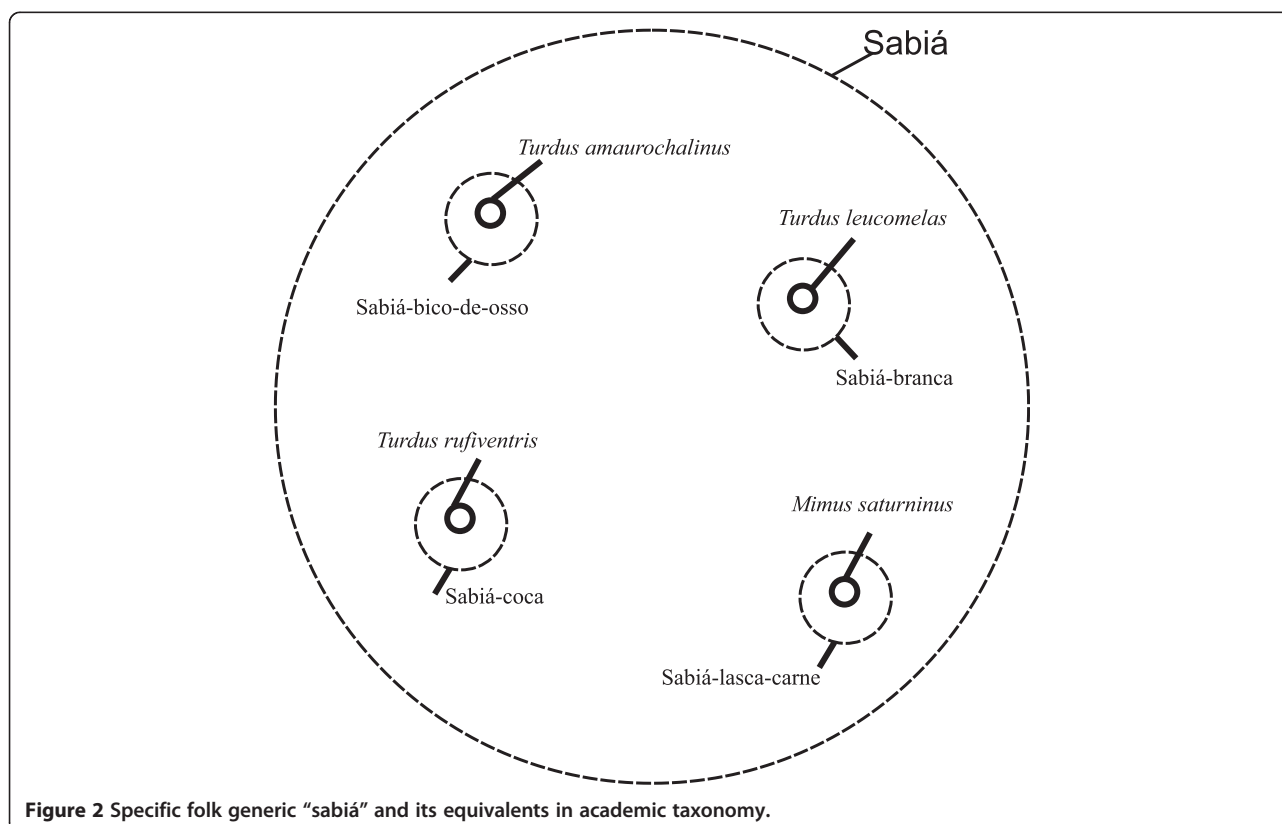 Sabiá
Turdus amaurochalinus
Turdus leucomelas
Sabiá-bico-de-osso
Sabiá-branca
Turdus rufiventris
Mimus saturninus
Sabiá-coca
Sabiá-lasca-carne
Figure 2 Specific folk generic “sabiá” and its equivalents in academic taxonomy.